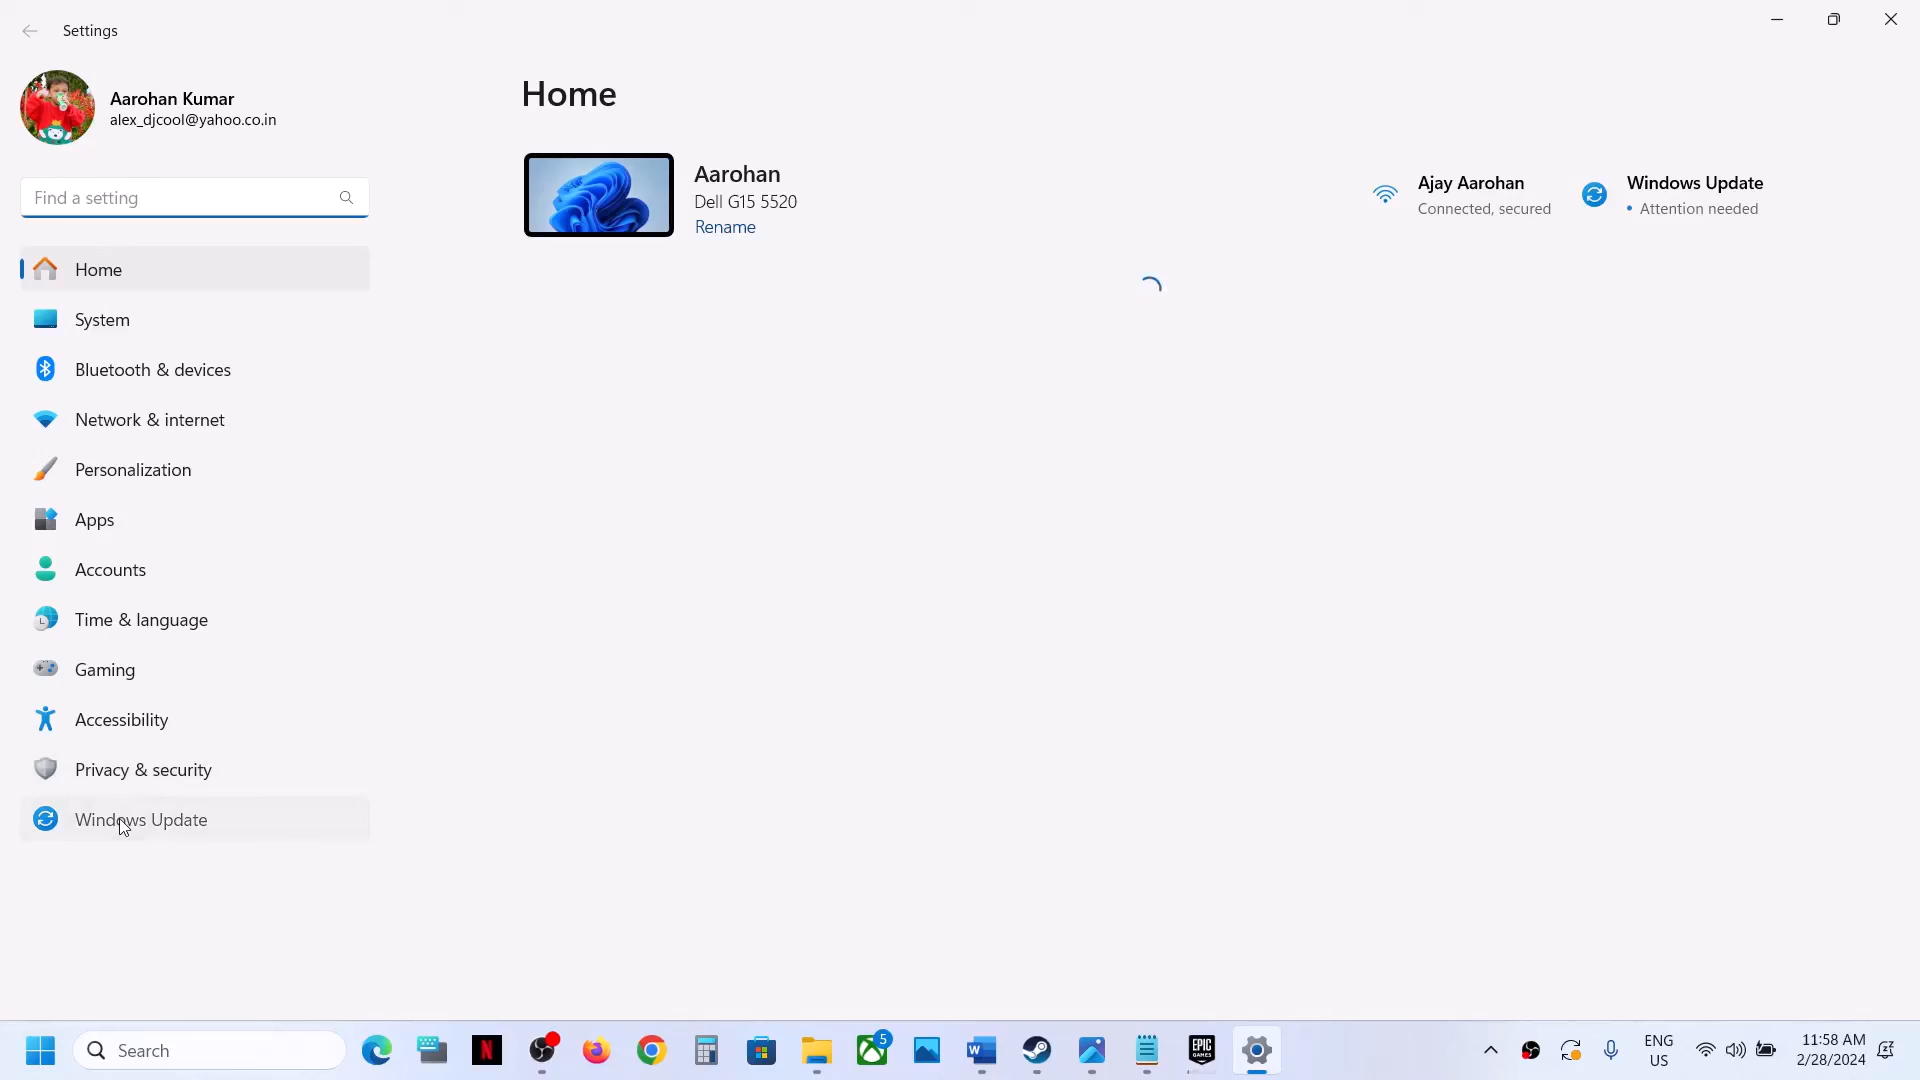 Settings
Aarohan Kumar
alex_djcool@yahoo.co.in
Find a setting
Home
System
Bluetooth & devices
Network & internet
Personalization
Apps
Accounts
Time & language
Gaming
Accessibility
Privacy & security
Windows Update
Home
Aarohan
Dell G15 5520
Rename
Ajay Aarohan
Connected, secured
Windows Update
Attention needed
Search
N
5
W
EPIC
GAMES
ENG
US
11:58 AM
2/28/2024